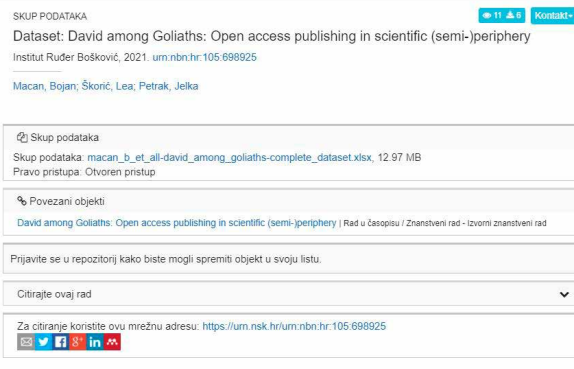 SKUP PODATAKA
11 6 Kontakt
Dataset: David among Goliaths: Open access publishing in scientific (semi-)periphery
Institut Ruđer Bošković, 2021. urn:nbn:hr:105:698925
Macan, Bojan; Škorić, Lea; Petrak, Jelka
Skup podataka
Skup podataka: macan_b_et_all-david_among_goliaths-complete_dataset.xlsx, 12.97 MB
Pravo pristupa: Otvoren pristup
Povezani objekti
David among Goliaths: Open access publishing in scientific (semi-)periphery | Rad u časopisu / Znanstveni rad - Izvorni znanstveni rad
Prijavite se u repozitorij kako biste mogli spremiti objekt u svoju listu.
Citirajte ovaj rad
Za citiranje koristite ovu mrežnu adresu: https://urn.nsk.hr/urn:nbn:hr:105:698925